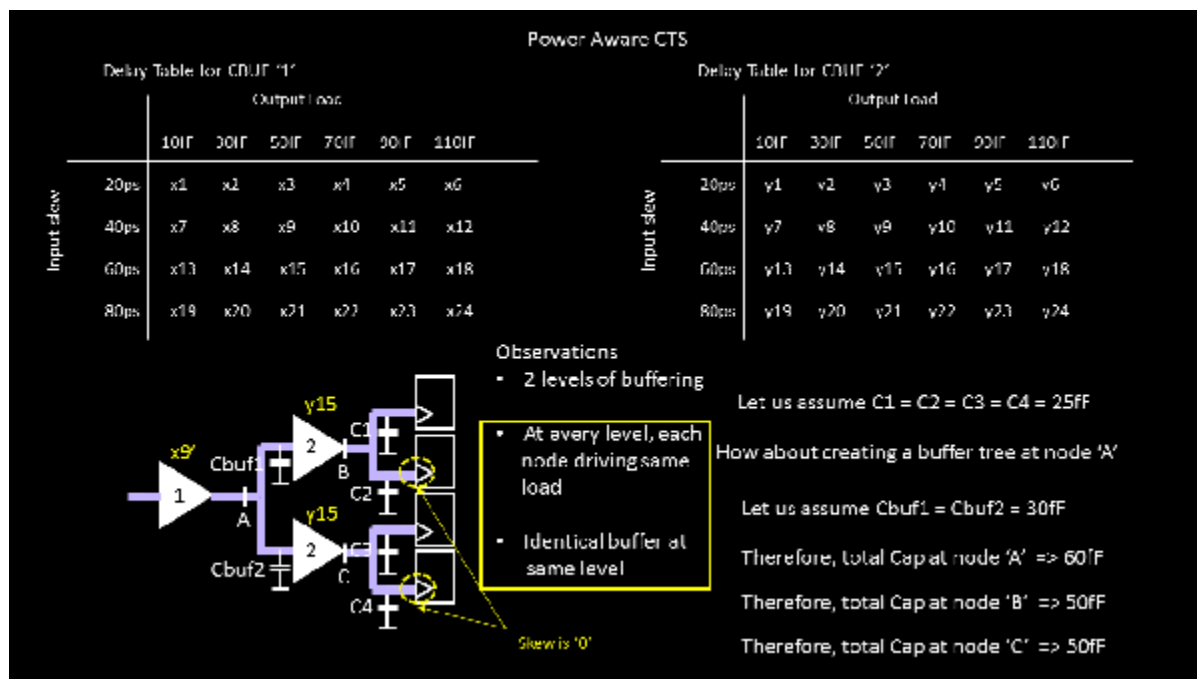 Power Aware CTS
Delay Table for CBUF '1'
Output Load
10fF 30fF 50fF 70fF 90fF 110fF
Input slew
20ps x1 x2 x3 x4 x5 x6
40ps x7 x8 x9 x10 x11 x12
60ps x13 x14 x15 x16 x17 x18
80ps x19 x20 x21 x22 x23 x24
Delay Table for CBUF '2'
Output Load
10fF 30fF 50fF 70fF 90fF 110fF
Input slew
20ps y1 y2 y3 y4 y5 y6
40ps y7 y8 y9 y10 y11 y12
60ps y13 y14 y15 y16 y17 y18
80ps y19 y20 y21 y22 y23 y24
x9'
1
A
Cbuf1
y15
2
B
C1
C2
Cbuf2
y15
2
C
C3
C4
Skew is '0'
Observations
• 2 levels of buffering
• At every level, each
node driving same
load
• Identical buffer at
same level
Let us assume C1 = C2 = C3 = C4 = 25fF
How about creating a buffer tree at node 'A'
Let us assume Cbuf1 = Cbuf2 = 30fF
Therefore, total Cap at node 'A' => 60fF
Therefore, total Cap at node 'B' => 50fF
Therefore, total Cap at node 'C' => 50fF